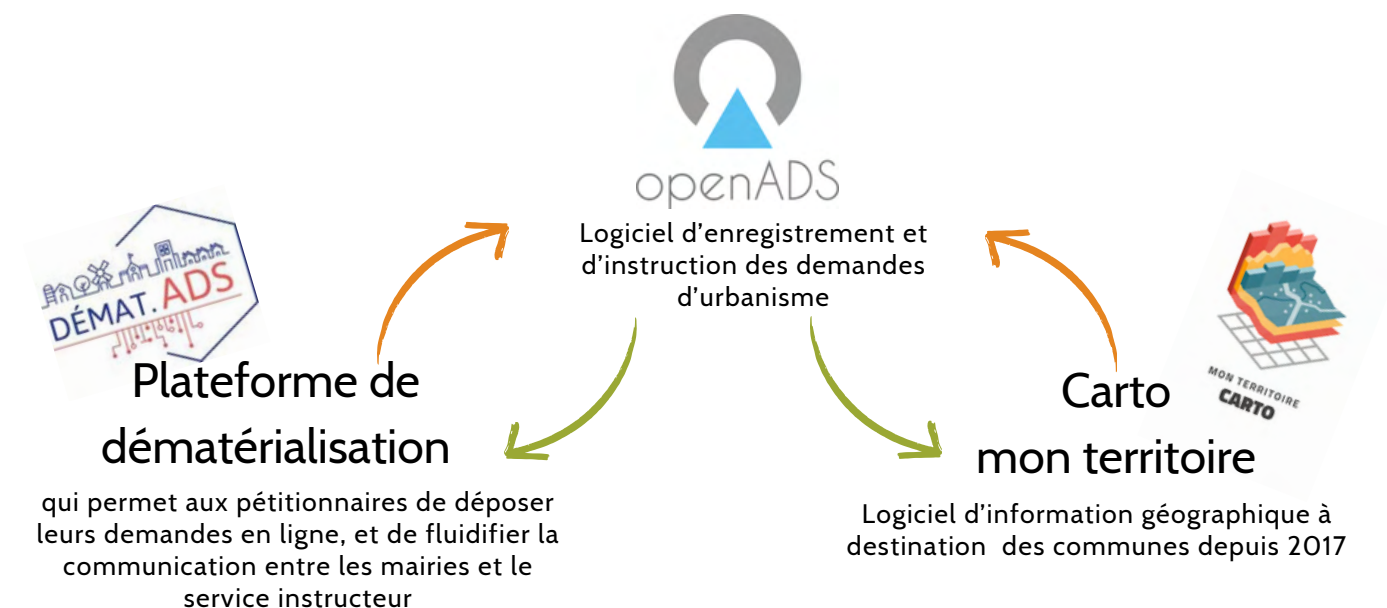 openADS
Logiciel d'enregistrement et
d'instruction des demandes
d'urbanisme
DÉMAT.ADS
Plateforme de
dématérialisation
qui permet aux pétitionnaires de déposer
leurs demandes en ligne, et de fluidifier la
communication entre les mairies et le
service instructeur
MON TERRITOIRE
CARTO
Carto
mon territoire
Logiciel d'information géographique à
destination des communes depuis 2017